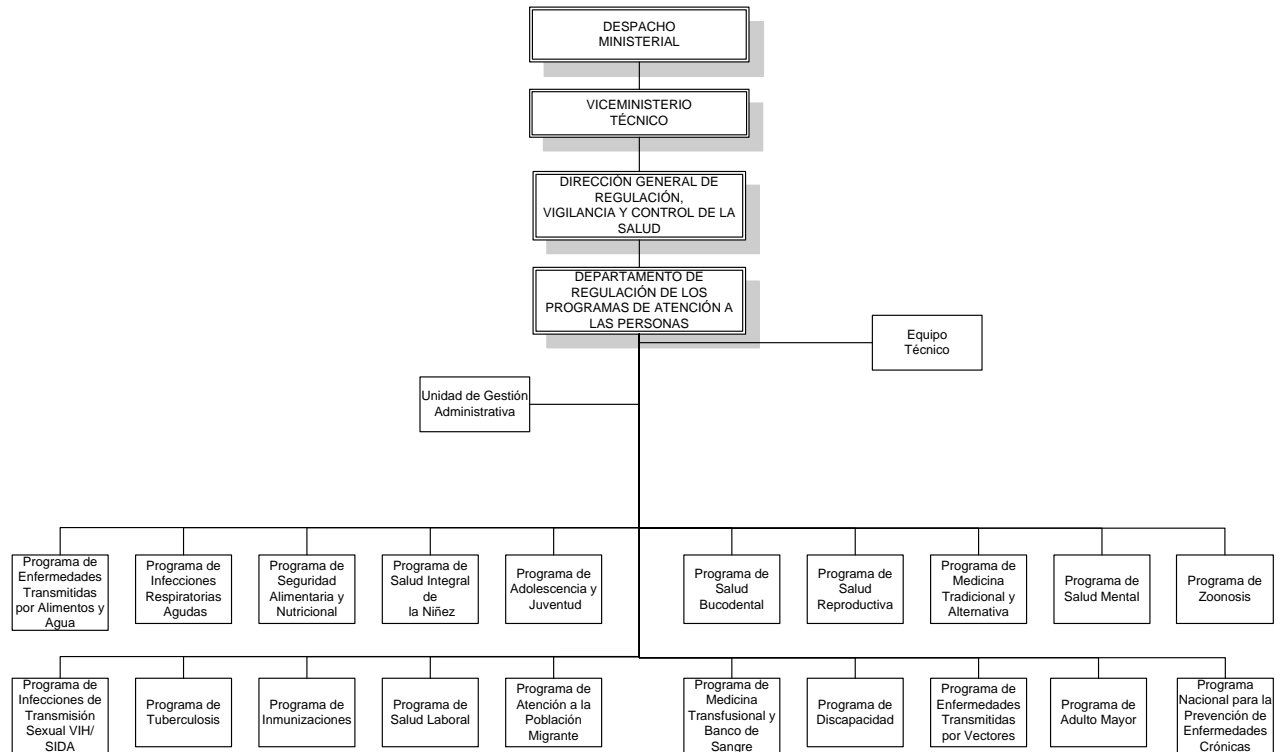 DESPACHO
MINISTERIAL
VICEMINISTERIO
TÉCNICO
DIRECCIÓN GENERAL DE
REGULACIÓN,
VIGILANCIA Y CONTROL DE LA
SALUD
DEPARTAMENTO DE
REGULACIÓN DE LOS
PROGRAMAS DE ATENCIÓN A
LAS PERSONAS
Equipo
Técnico
Unidad de Gestión
Administrativa
Programa de
Enfermedades
Transmitidas
por Alimentos y
Agua
Programa de
Infecciones
Respiratorias
Agudas
Programa de
Seguridad
Alimentaria y
Nutricional
Programa de
Salud Integral
de
la Niñez
Programa de
Adolescencia y
Juventud
Programa de
Salud
Bucodental
Programa de
Salud
Reproductiva
Programa de
Medicina
Tradicional y
Alternativa
Programa de
Salud Mental
Programa de
Zoonosis
Programa de
Infecciones de
Transmisión
Sexual VIH/
SIDA
Programa de
Tuberculosis
Programa de
Inmunizaciones
Programa de
Salud Laboral
Programa de
Atención a la
Población
Migrante
Programa de
Medicina
Transfusional y
Banco de
Sangre
Programa de
Discapacidad
Programa de
Enfermedades
Transmitidas
por Vectores
Programa de
Adulto Mayor
Programa
Nacional para la
Prevención de
Enfermedades
Crónicas